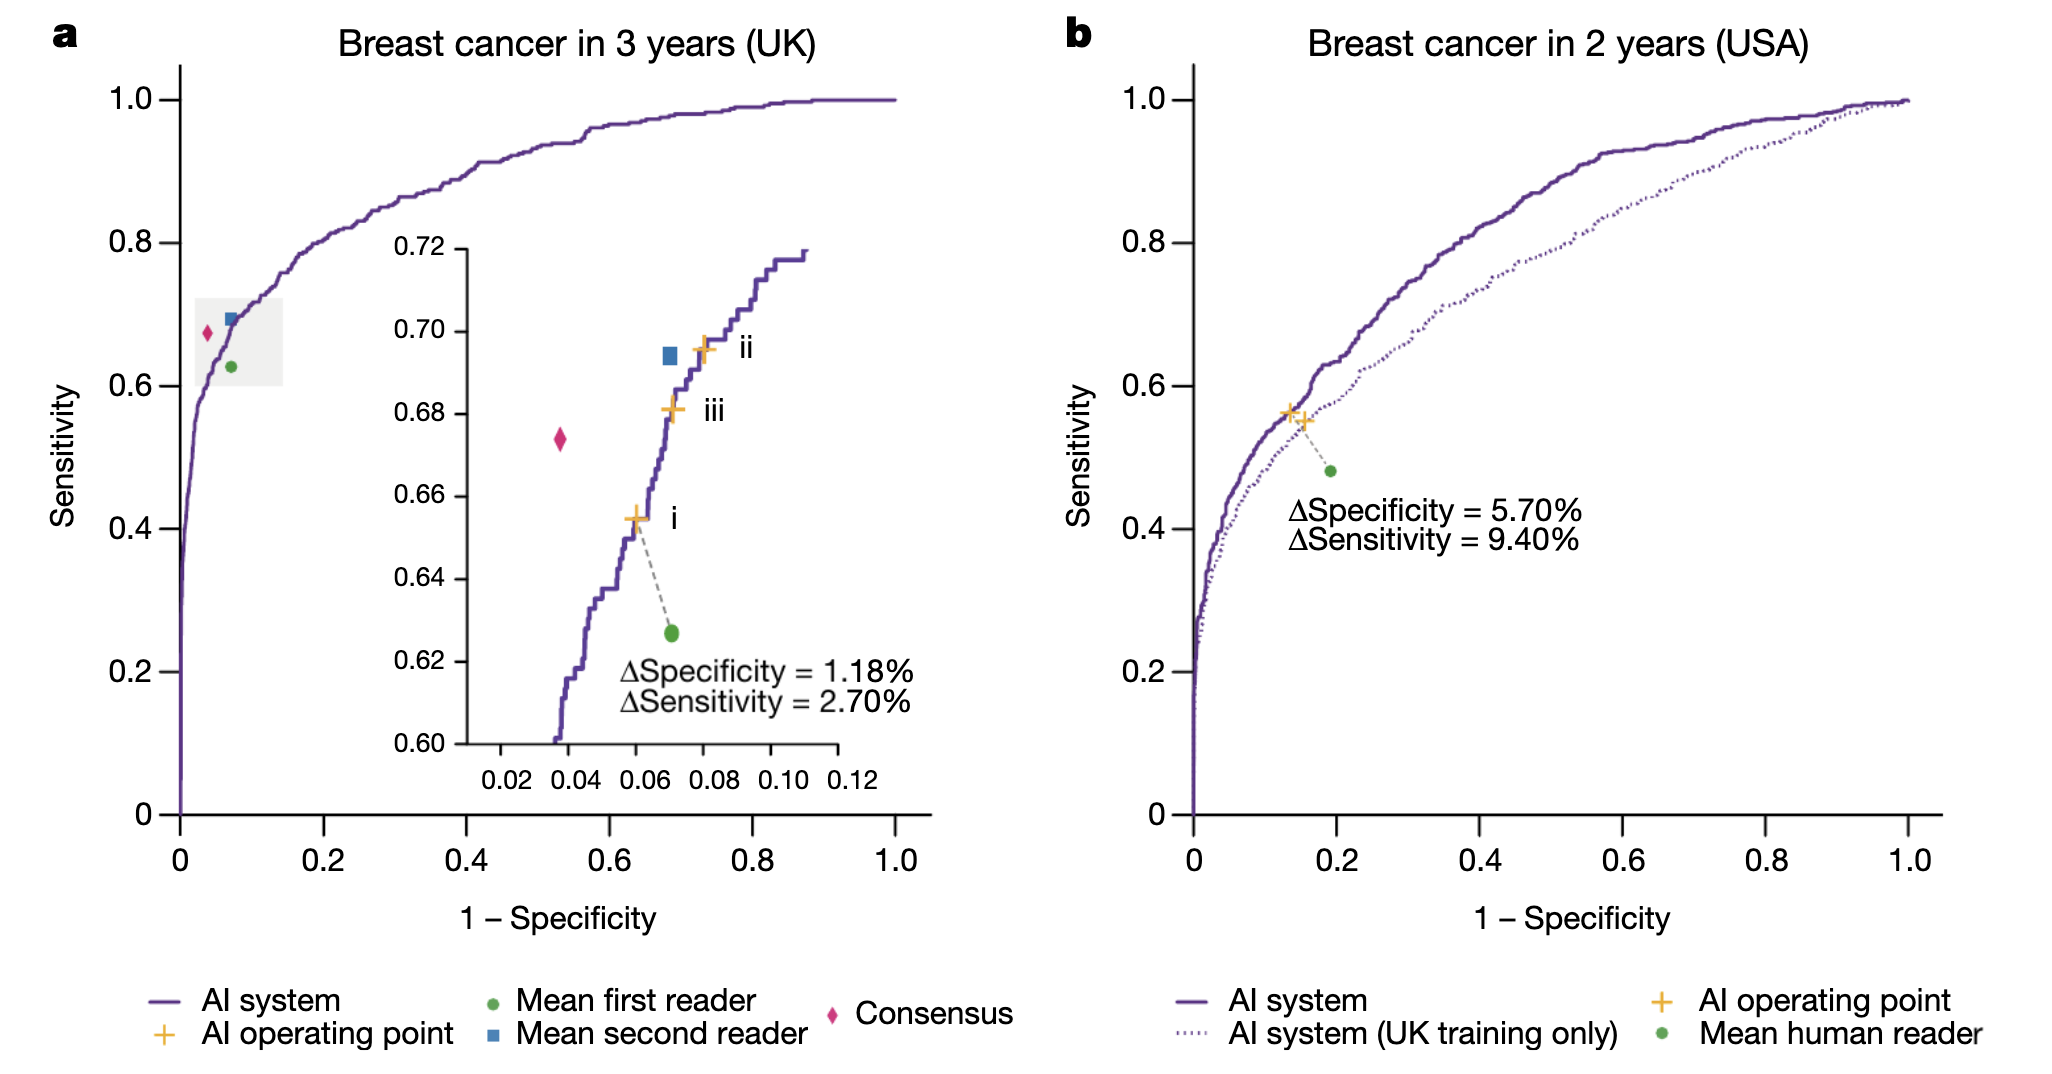 a
Breast cancer in 3 years (UK)
1.0
0.8
0.6
0.4
0.2
0
Sensitivity
0 0.2 0.4 0.6 0.8 1.0
1 – Specificity
0.72
0.70
0.68
0.66
0.64
0.62
0.60
0.02 0.04 0.06 0.08 0.10 0.12
ii
iii
i
ΔSpecificity = 1.18%
ΔSensitivity = 2.70%
AI system
AI operating point
Mean first reader
Mean second reader
Consensus
b
Breast cancer in 2 years (USA)
1.0
0.8
0.6
0.4
0.2
0
Sensitivity
0 0.2 0.4 0.6 0.8 1.0
1 – Specificity
ΔSpecificity = 5.70%
ΔSensitivity = 9.40%
AI system
AI system (UK training only)
AI operating point
Mean human reader